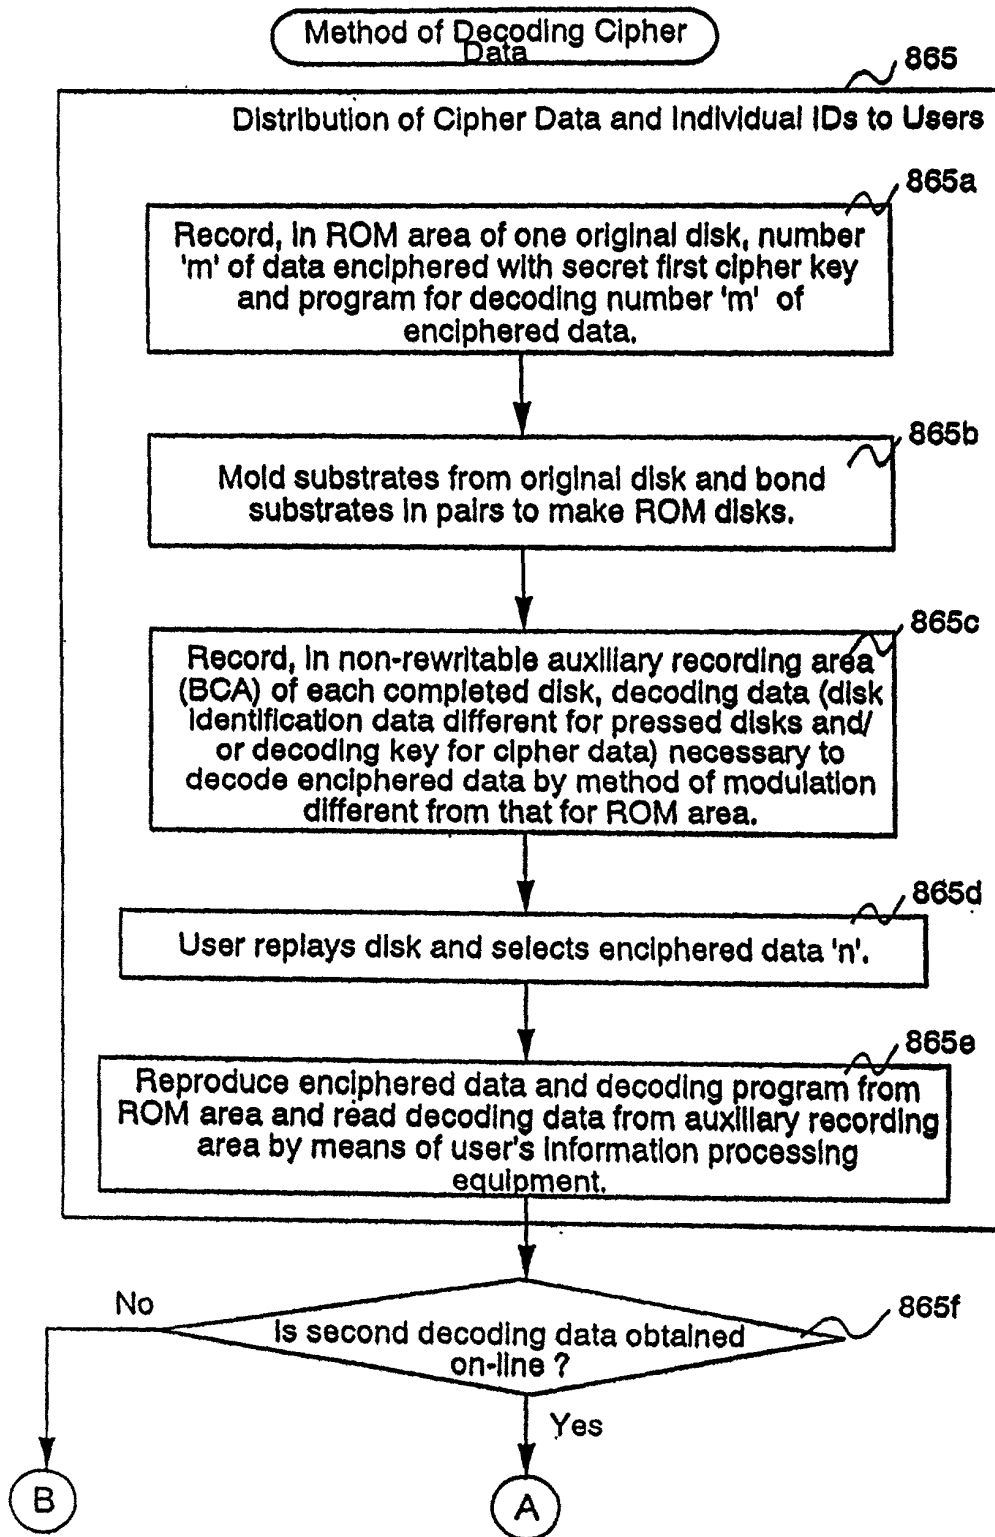 Method of Decoding Cipher
Data
865
Distribution of Cipher Data and Individual IDs to Users
865a
Record, in ROM area of one original disk, number
'm' of data enciphered with secret first cipher key
and program for decoding number 'm' of
enciphered data.
865b
Mold substrates from original disk and bond
substrates in pairs to make ROM disks.
865c
Record, in non-rewritable auxiliary recording area
(BCA) of each completed disk, decoding data (disk
identification data different for pressed disks and/
or decoding key for cipher data) necessary to
decode enciphered data by method of modulation
different from that for ROM area.
865d
User replays disk and selects enciphered data 'n'.
865e
Reproduce enciphered data and decoding program from
ROM area and read decoding data from auxiliary recording
area by means of user's information processing
equipment.
No
865f
Is second decoding data obtained
on-line ?
Yes
B
A